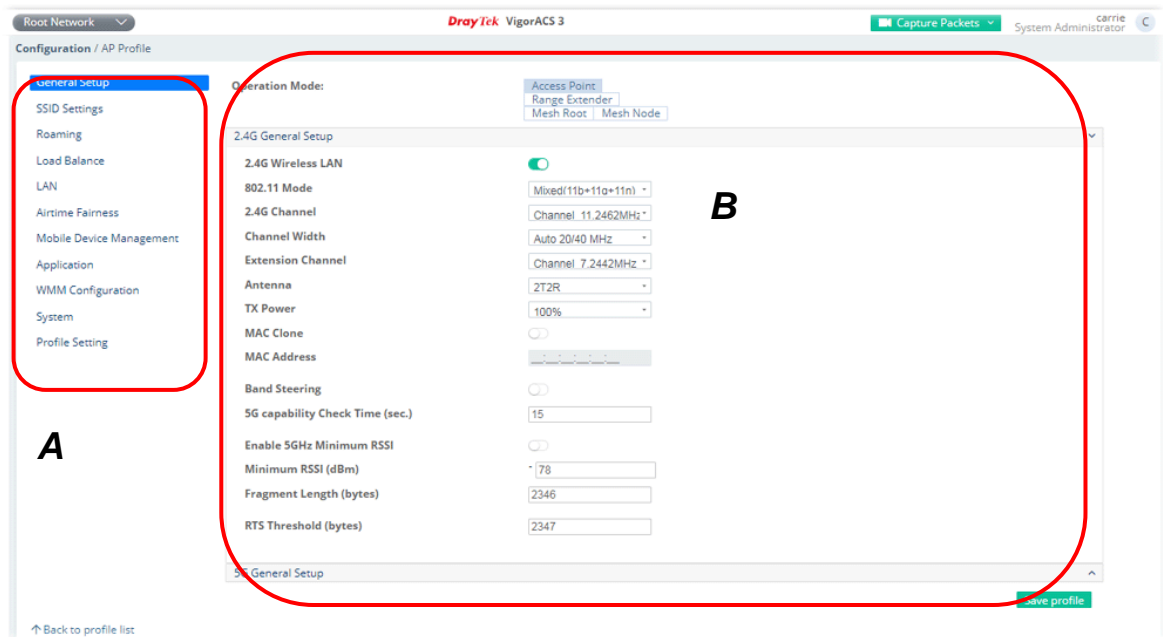 Root Network
DrayTek VigorACS 3
Capture Packets
carrie
System Administrator
C
Configuration / AP Profile
General Setup
SSID Settings
Roaming
Load Balance
LAN
Airtime Fairness
Mobile Device Management
Application
WMM Configuration
System
Profile Setting
A
Operation Mode:
Access Point
Range Extender
Mesh Root Mesh Node
2.4G General Setup
2.4G Wireless LAN
802.11 Mode Mixed(11b+11g+11n)
2.4G Channel Channel 11.2462MHz
Channel Width Auto 20/40 MHz
Extension Channel Channel 7.2442MHz
Antenna 2T2R
TX Power 100%
MAC Clone
MAC Address __:__:__:__:__:__
Band Steering
5G capability Check Time (sec.) 15
Enable 5GHz Minimum RSSI
Minimum RSSI (dBm) - 78
Fragment Length (bytes) 2346
RTS Threshold (bytes) 2347
B
5G General Setup
Save profile
Back to profile list